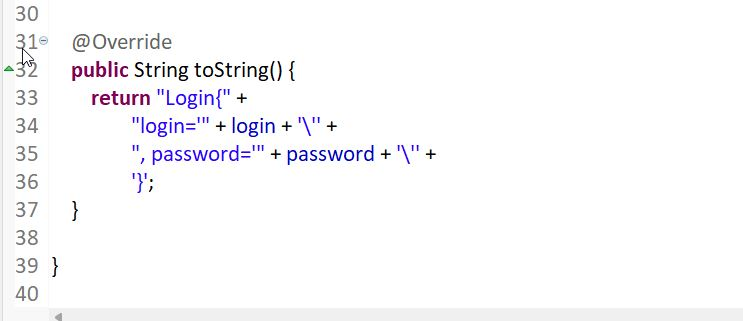 30
31 @Override
32 public String toString() {
33 return "Login{" +
34 "login='" + login + '\'' +
35 ", password='" + password + '\'' +
36 '}';
37 }
38
39 }
40